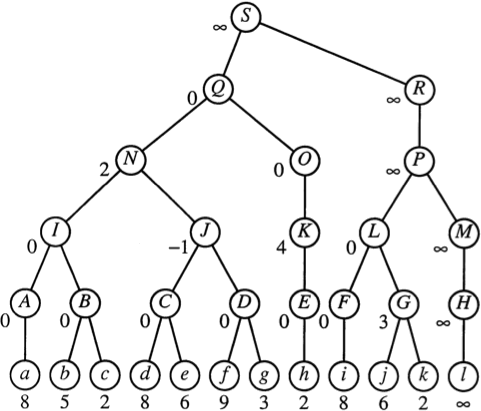 S
∞
Q R
0 ∞
N O P
2 0 ∞
I J K L M
0 −1 4 0 ∞
A B C D E F G H
0 0 0 0 0 0 3 ∞
a b c d e f g h i j k l
8 5 2 8 6 9 3 2 8 6 2 ∞